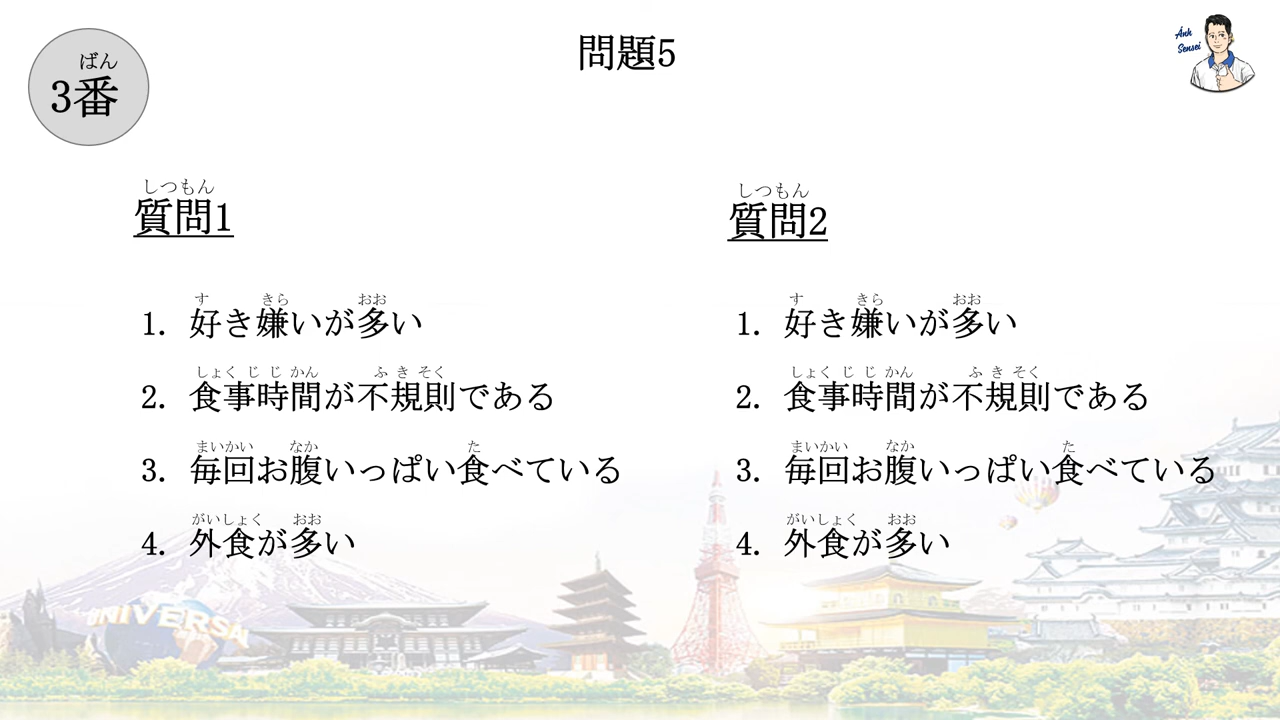 問題5
ばん
3番
Ánh
Sensei
しつもん
質問1
す きら おお
1. 好き嫌いが多い
しょく じ じ かん ふ き そく
2. 食事時間が不規則である
まいかい なか た
3. 毎回お腹いっぱい食べている
がいしょく おお
4. 外食が多い
しつもん
質問2
す きら おお
1. 好き嫌いが多い
しょく じ じ かん ふ き そく
2. 食事時間が不規則である
まいかい なか た
3. 毎回お腹いっぱい食べている
がいしょく おお
4. 外食が多い
UNIVERSAL